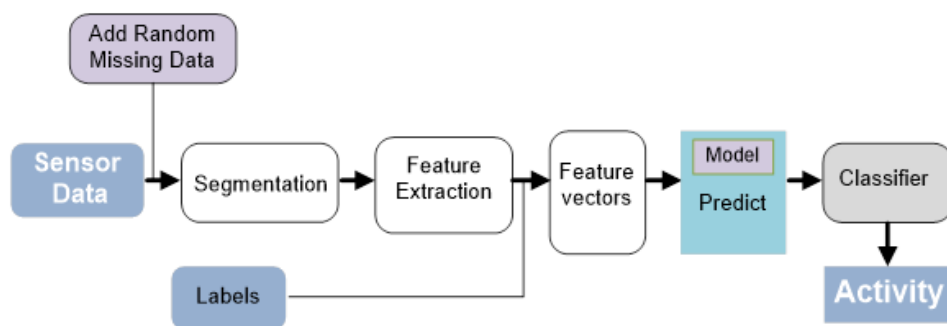 Add Random
Missing Data
Sensor
Data
Segmentation
Feature
Extraction
Feature
vectors
Model
Predict
Classifier
Labels
Activity